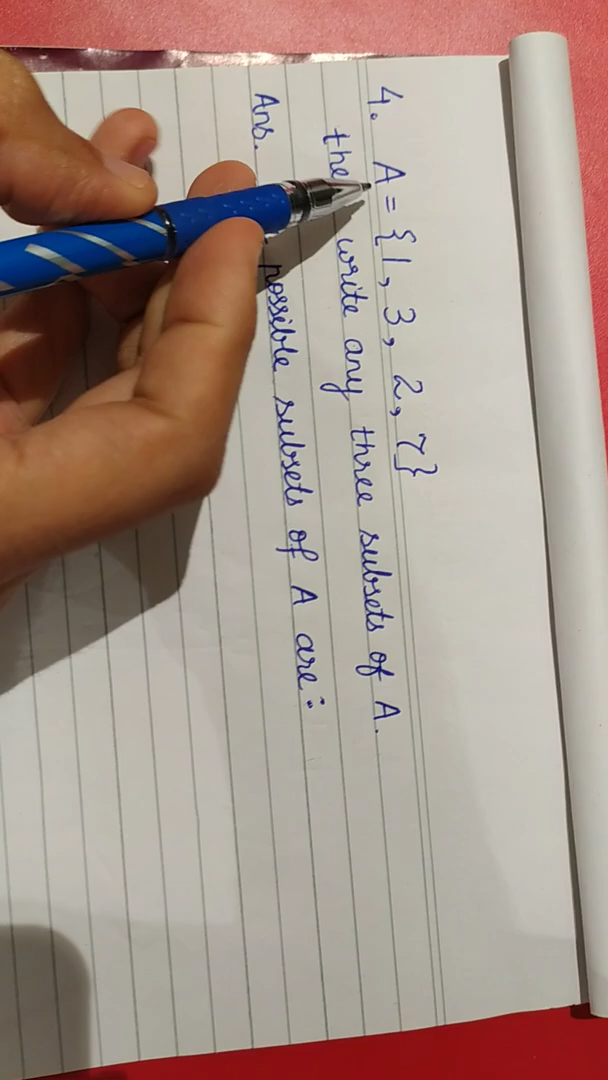 4. A = {1, 3, 2, 7}
the write any three subsets of A.
Ans. possible subsets of A are: